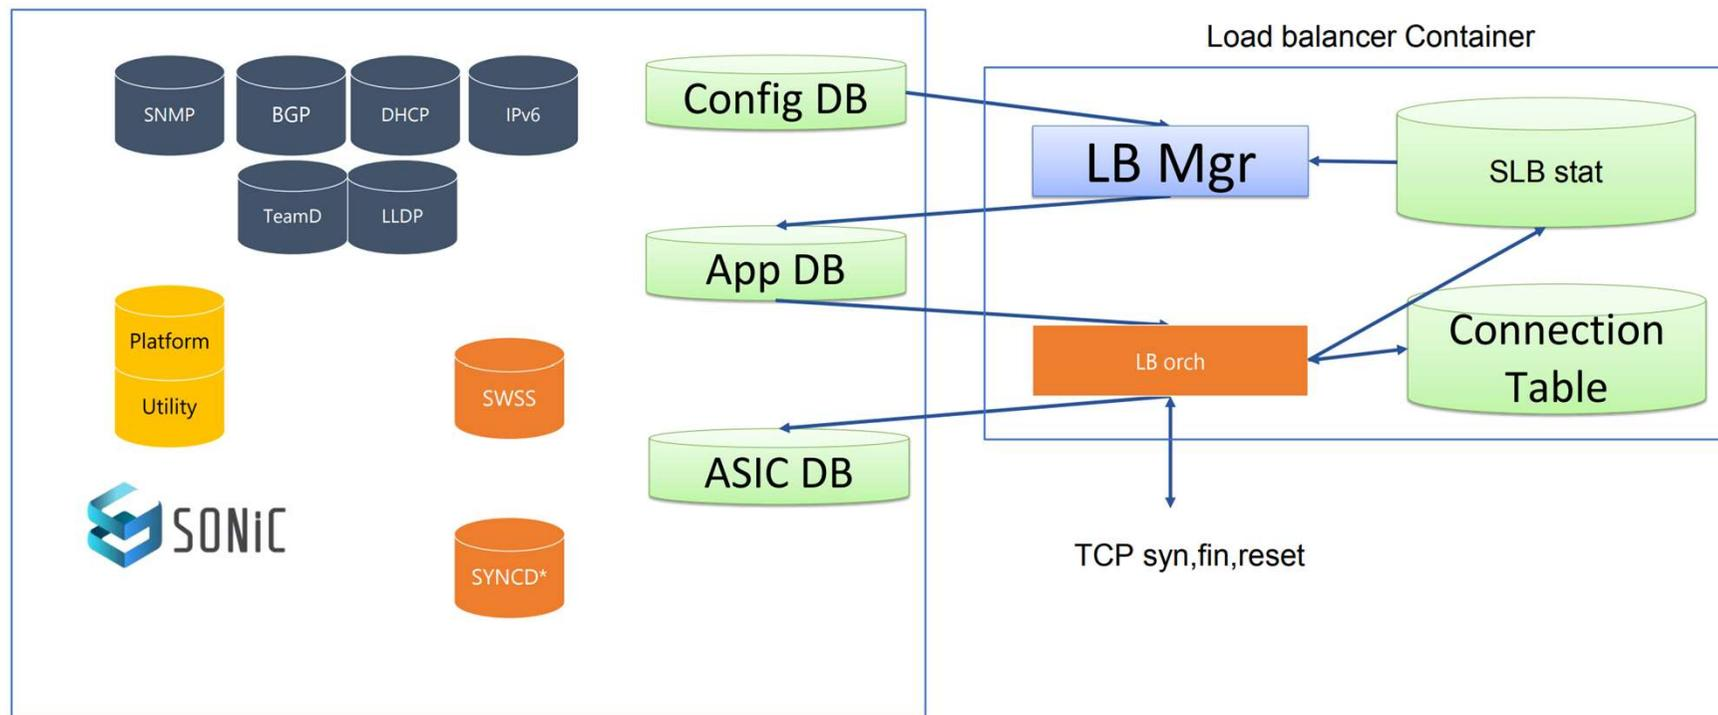 Load balancer Container
SNMP
BGP
DHCP
IPv6
TeamD
LLDP
Platform
Utility
SWSS
SYNCD*
SONiC
Config DB
App DB
ASIC DB
LB Mgr
SLB stat
LB orch
Connection
Table
TCP syn,fin,reset